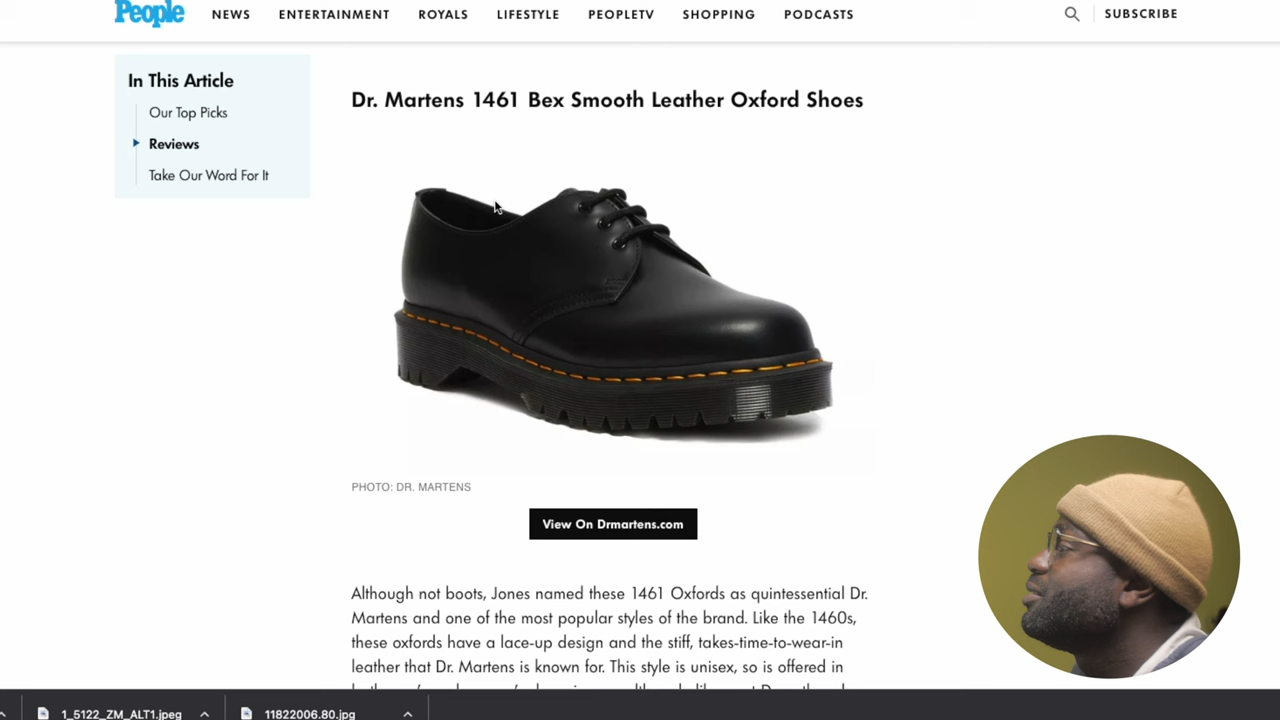 People NEWS ENTERTAINMENT ROYALS LIFESTYLE PEOPLETV SHOPPING PODCASTS SUBSCRIBE
In This Article
Our Top Picks
Reviews
Take Our Word For It
Dr. Martens 1461 Bex Smooth Leather Oxford Shoes
PHOTO: DR. MARTENS
View On Drmartens.com
Although not boots, Jones named these 1461 Oxfords as quintessential Dr.
Martens and one of the most popular styles of the brand. Like the 1460s,
these oxfords have a lace-up design and the stiff, takes-time-to-wear-in
leather that Dr. Martens is known for. This style is unisex, so is offered in
1_5122_ZM_ALT1.jpeg 11822006.80.jpg